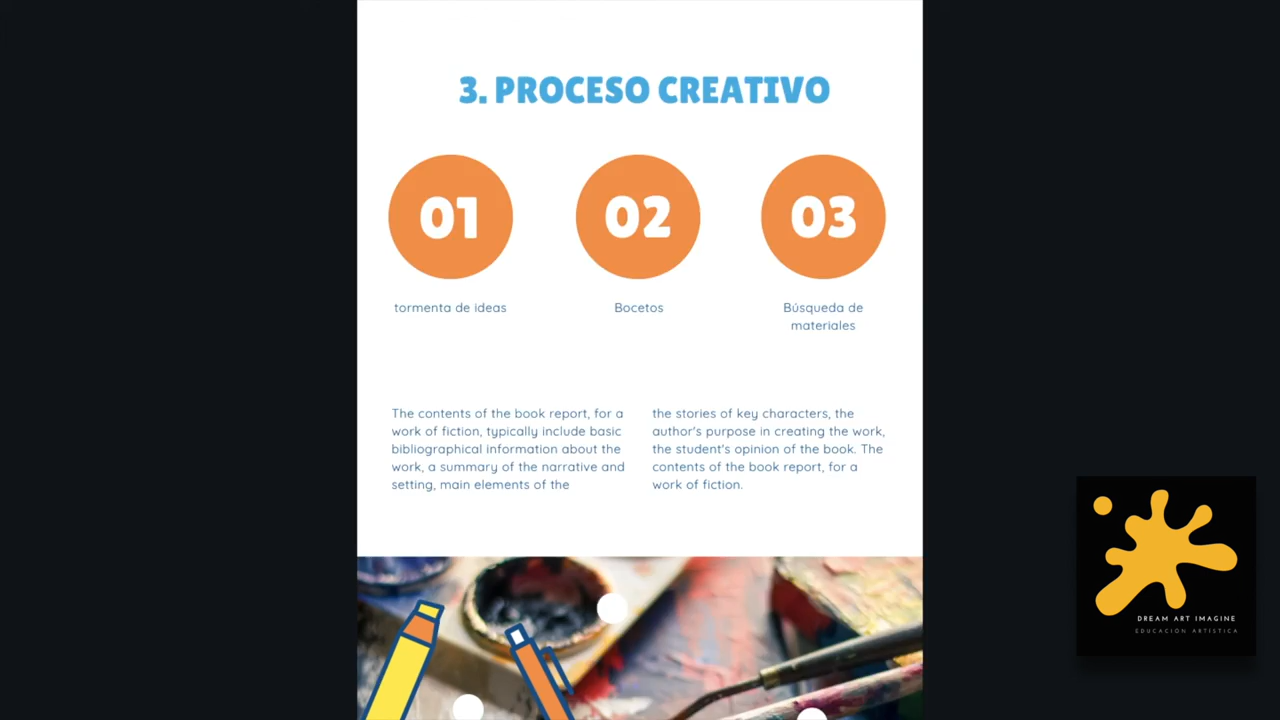 3. PROCESO CREATIVO
01
02
03
tormenta de ideas
Bocetos
Búsqueda de
materiales
The contents of the book report, for a
work of fiction, typically include basic
bibliographical information about the
work, a summary of the narrative and
setting, main elements of the
the stories of key characters, the
author's purpose in creating the work,
the student's opinion of the book. The
contents of the book report, for a
work of fiction.
DREAM ART IMAGINE
EDUCACIÓN ARTÍSTICA